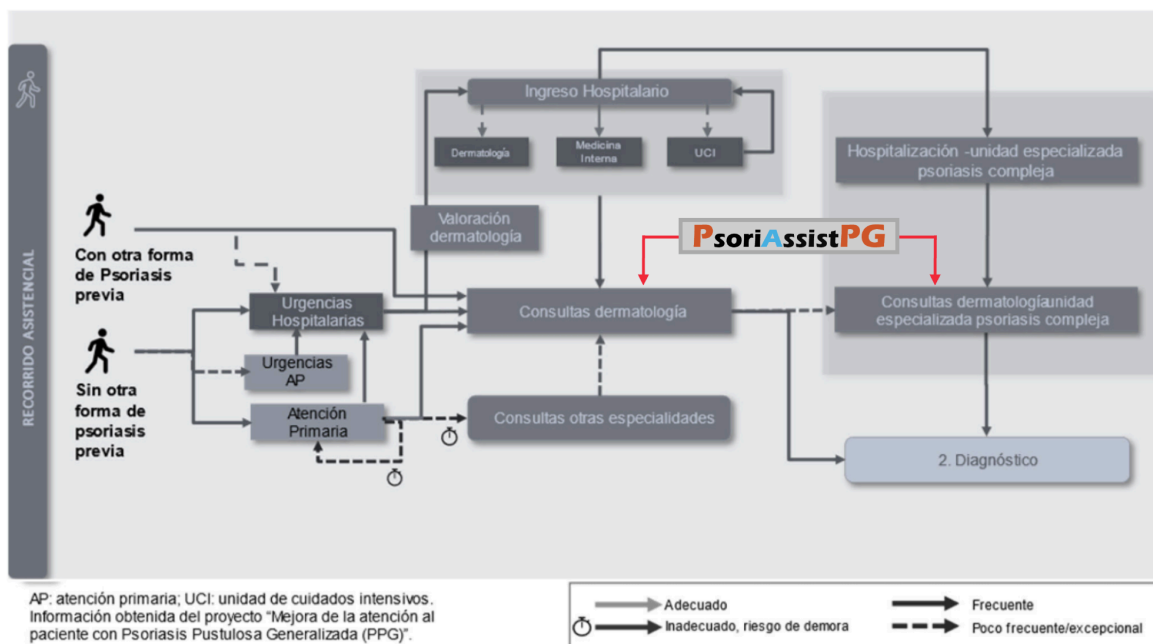 RECORRIDO ASISTENCIAL
Con otra forma
de Psoriasis
previa
Sin otra
forma de
psoriasis
previa
Urgencias
Hospitalarias
Urgencias
AP
Atención
Primaria
Valoración
dermatología
Ingreso Hospitalario
Dermatología
Medicina
Interna
UCI
PsoriAssistPG
Consultas dermatología
Consultas otras especialidades
Hospitalización -unidad especializada
psoriasis compleja
Consultas dermatologíaunidad
especializada psoriasis compleja
2. Diagnóstico
AP: atención primaria; UCI: unidad de cuidados intensivos.
Información obtenida del proyecto “Mejora de la atención al
paciente con Psoriasis Pustulosa Generalizada (PPG)”.
Adecuado
Inadecuado, riesgo de demora
Frecuente
Poco frecuente/excepcional